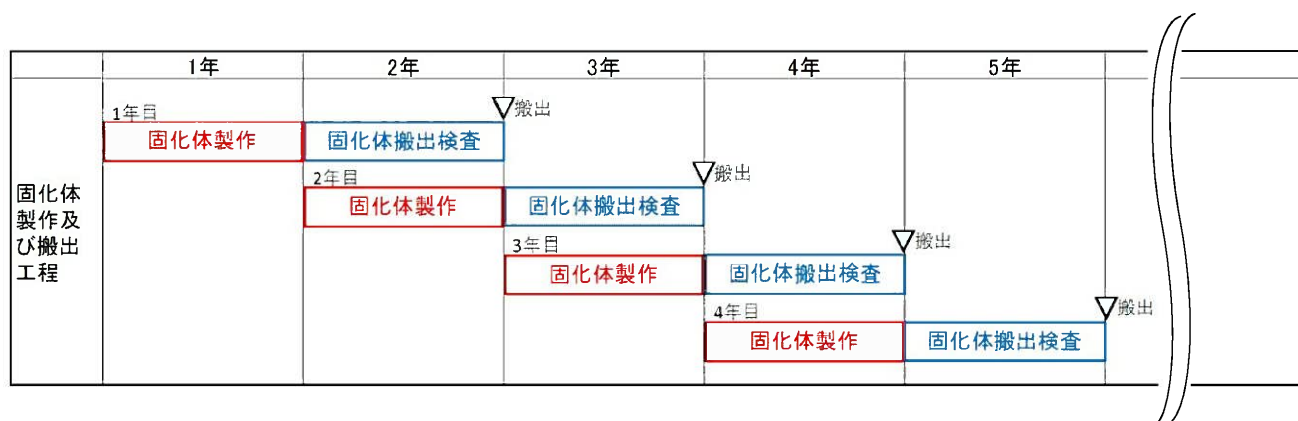 1年 2年 3年 4年 5年
固化体
製作及
び搬出
工程
1年目
固化体製作 固化体搬出検査
搬出
2年目
固化体製作 固化体搬出検査
搬出
3年目
固化体製作 固化体搬出検査
搬出
4年目
固化体製作 固化体搬出検査
搬出